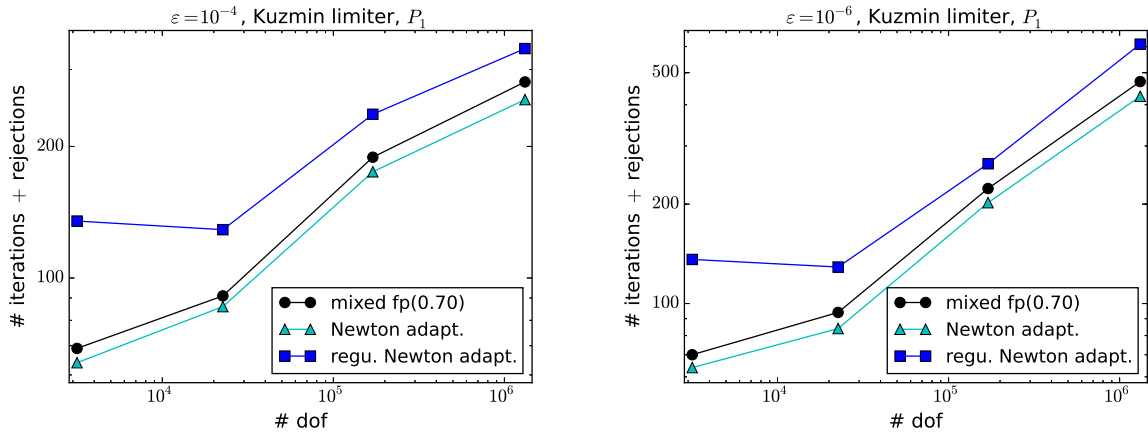 ε=10⁻⁴, Kuzmin limiter, P₁
# iterations + rejections
200
100
mixed fp(0.70)
Newton adapt.
regu. Newton adapt.
10⁴
10⁵
10⁶
# dof
ε=10⁻⁶, Kuzmin limiter, P₁
# iterations + rejections
500
200
100
mixed fp(0.70)
Newton adapt.
regu. Newton adapt.
10⁴
10⁵
10⁶
# dof